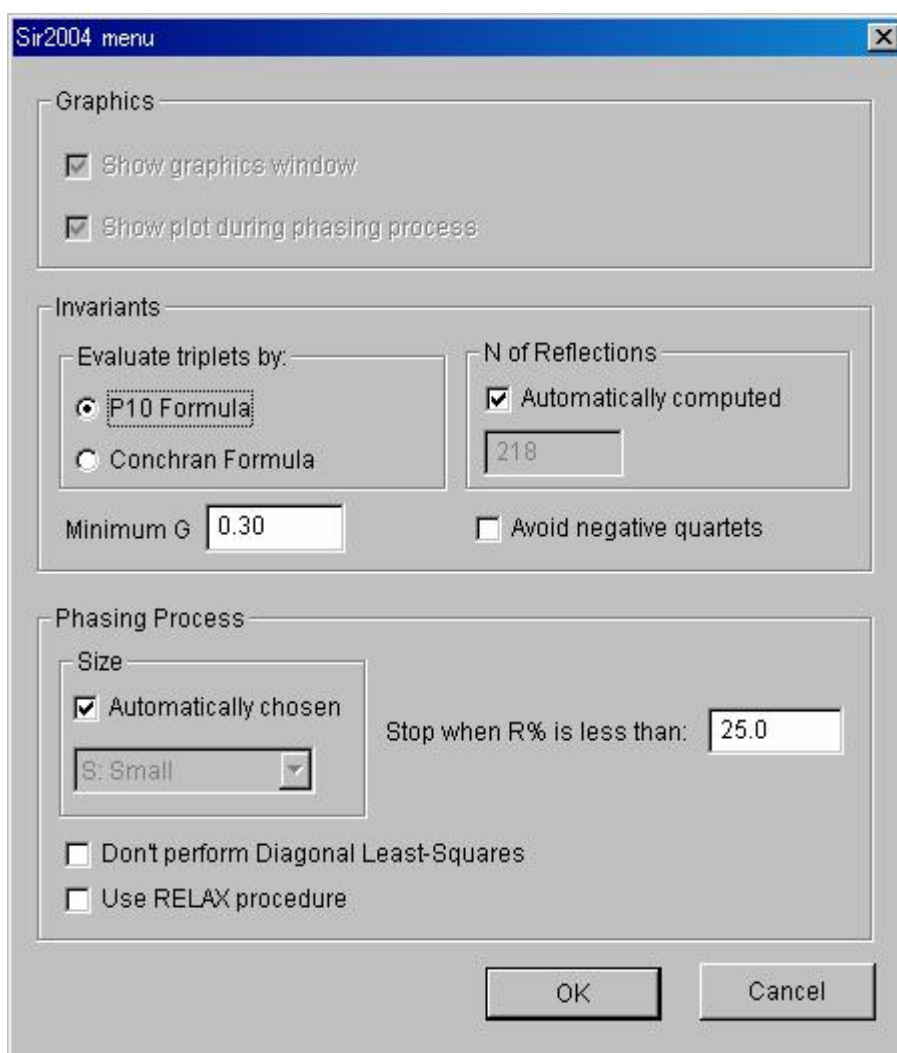 Sir2004 menu
Graphics
Show graphics window
Show plot during phasing process
Invariants
Evaluate triplets by:
P10 Formula
Conchran Formula
Minimum G 0.30
N of Reflections
Automatically computed
218
Avoid negative quartets
Phasing Process
Size
Automatically chosen
S: Small
Stop when R% is less than: 25.0
Don't perform Diagonal Least-Squares
Use RELAX procedure
OK Cancel